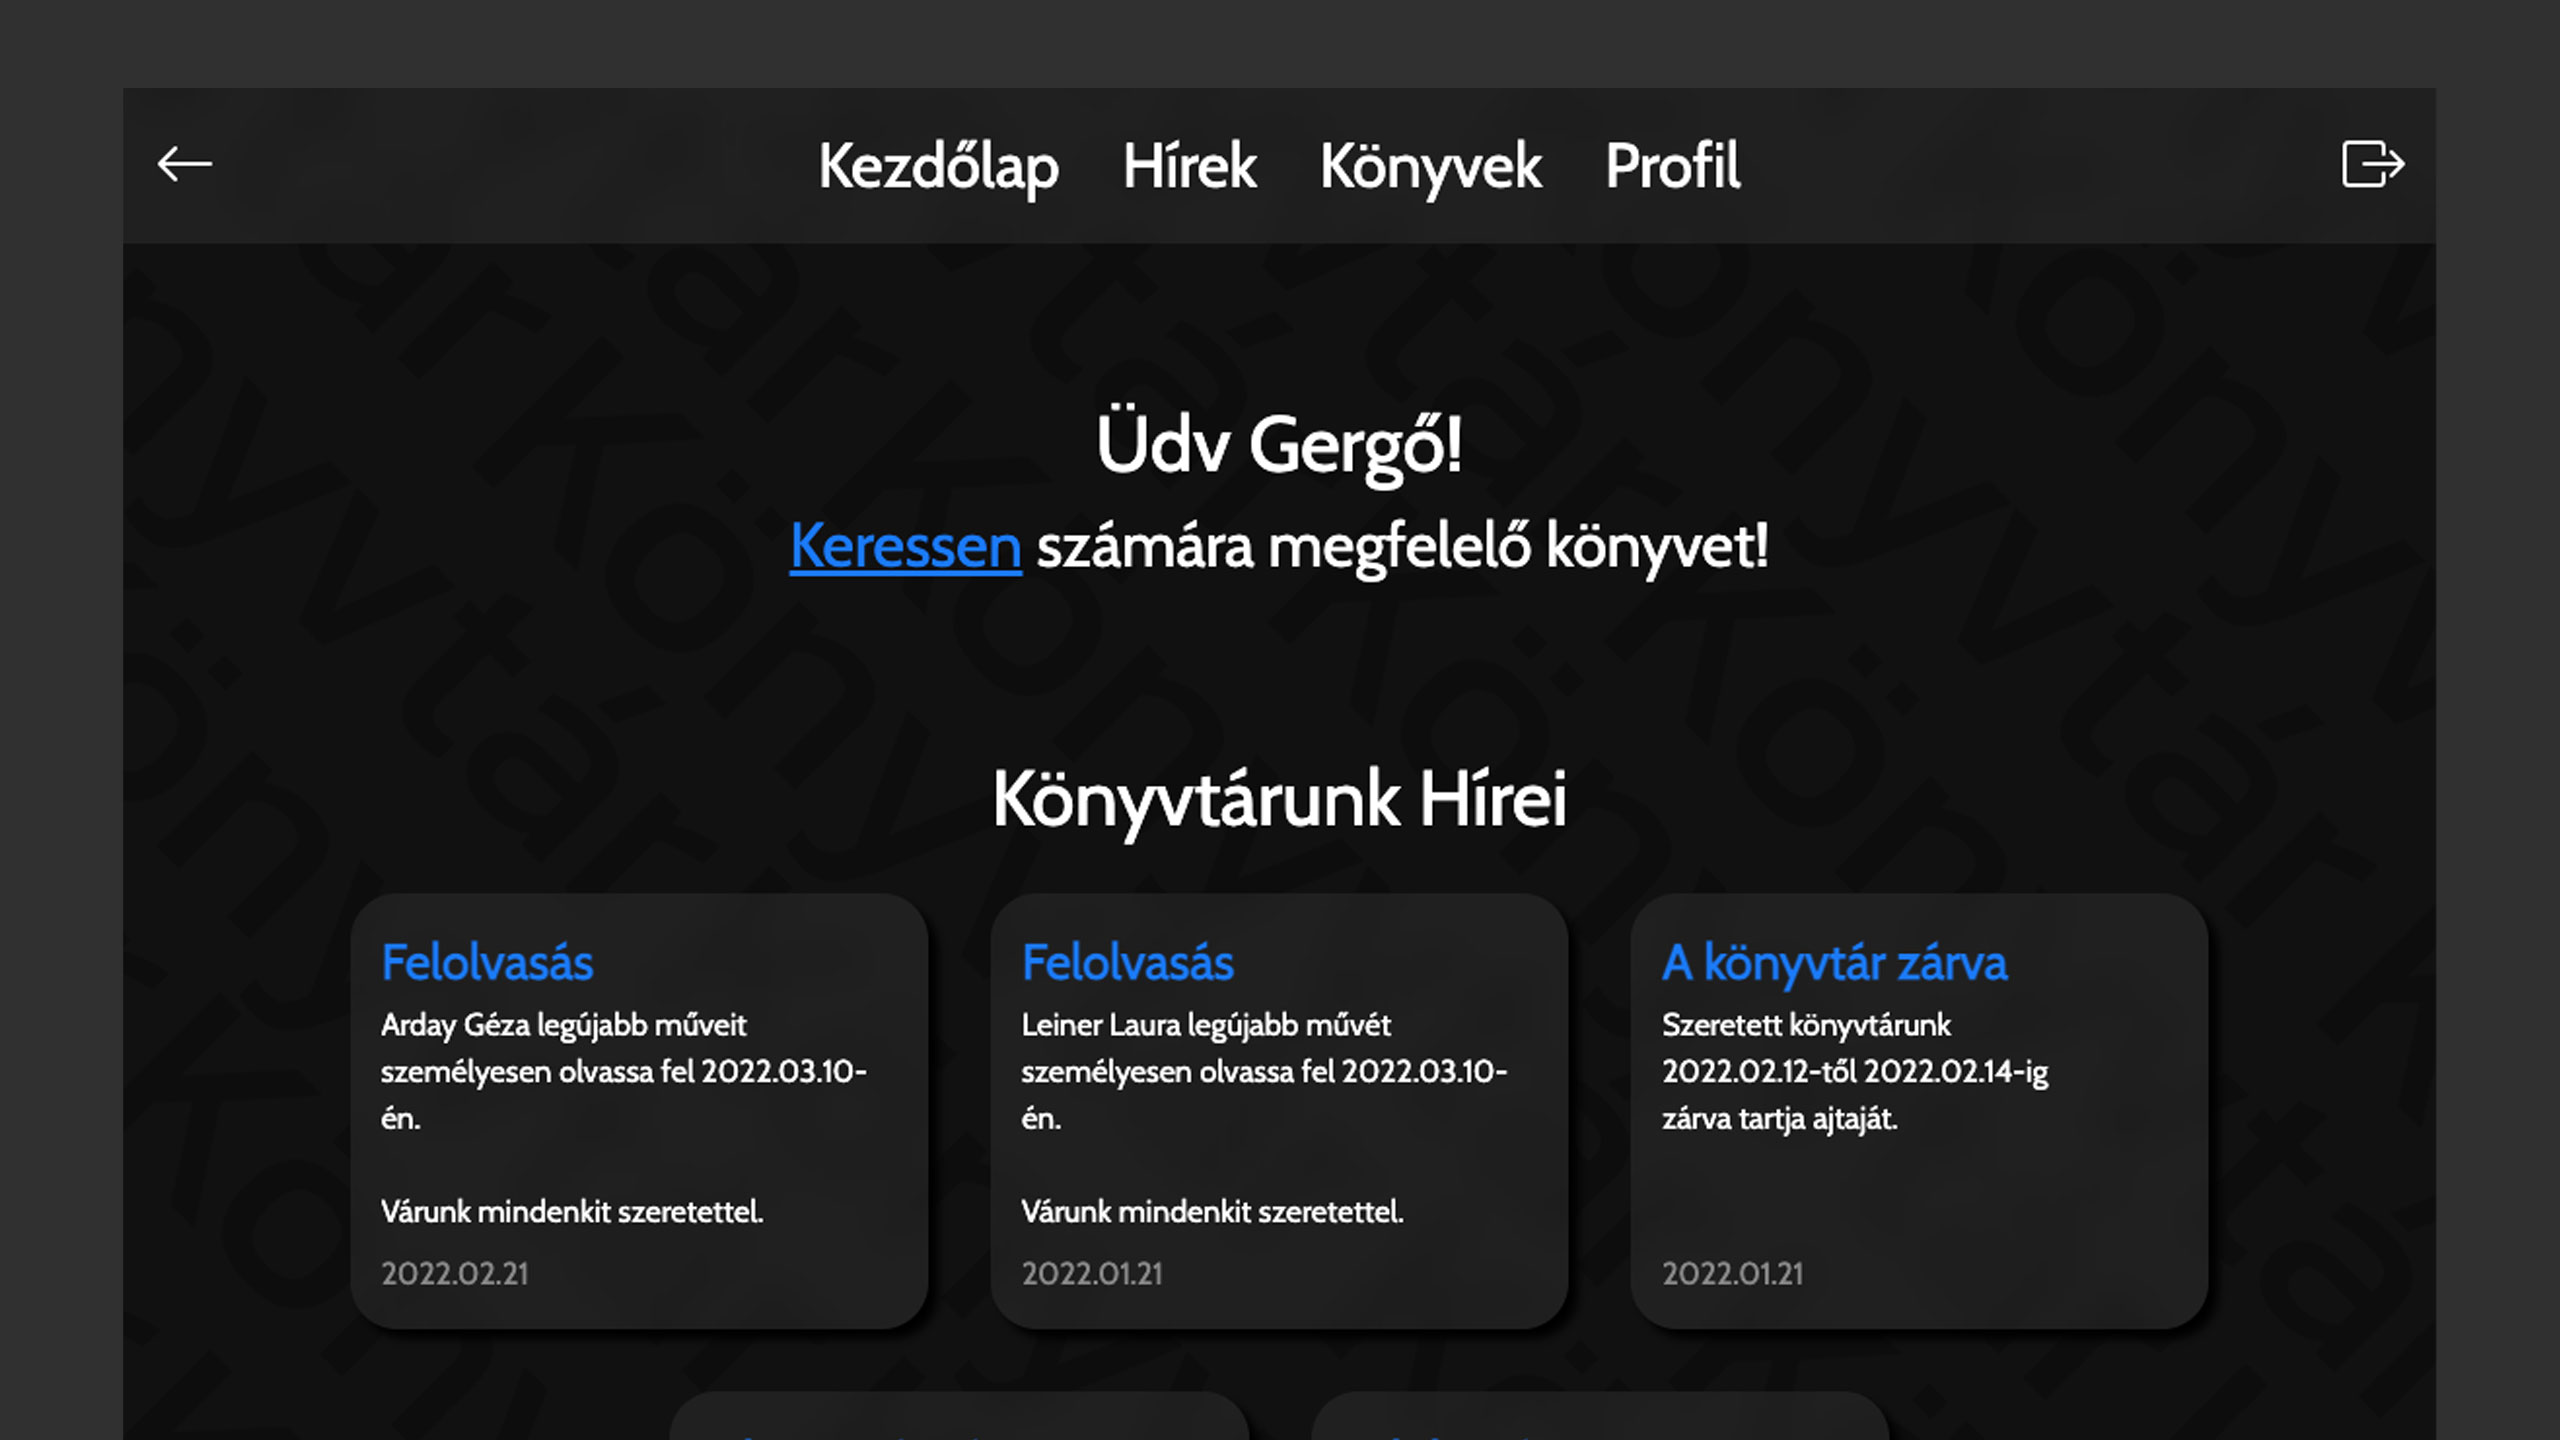 Kezdőlap Hírek Könyvek Profil
Üdv Gergő!
Keressen számára megfelelő könyvet!
Könyvtárunk Hírei
Felolvasás
Arday Géza legújabb műveit
személyesen olvassa fel 2022.03.10-
én.
Várunk mindenkit szeretettel.
2022.02.21
Felolvasás
Leiner Laura legújabb művét
személyesen olvassa fel 2022.03.10-
én.
Várunk mindenkit szeretettel.
2022.01.21
A könyvtár zárva
Szeretett könyvtárunk
2022.02.12-től 2022.02.14-ig
zárva tartja ajtaját.
2022.01.21